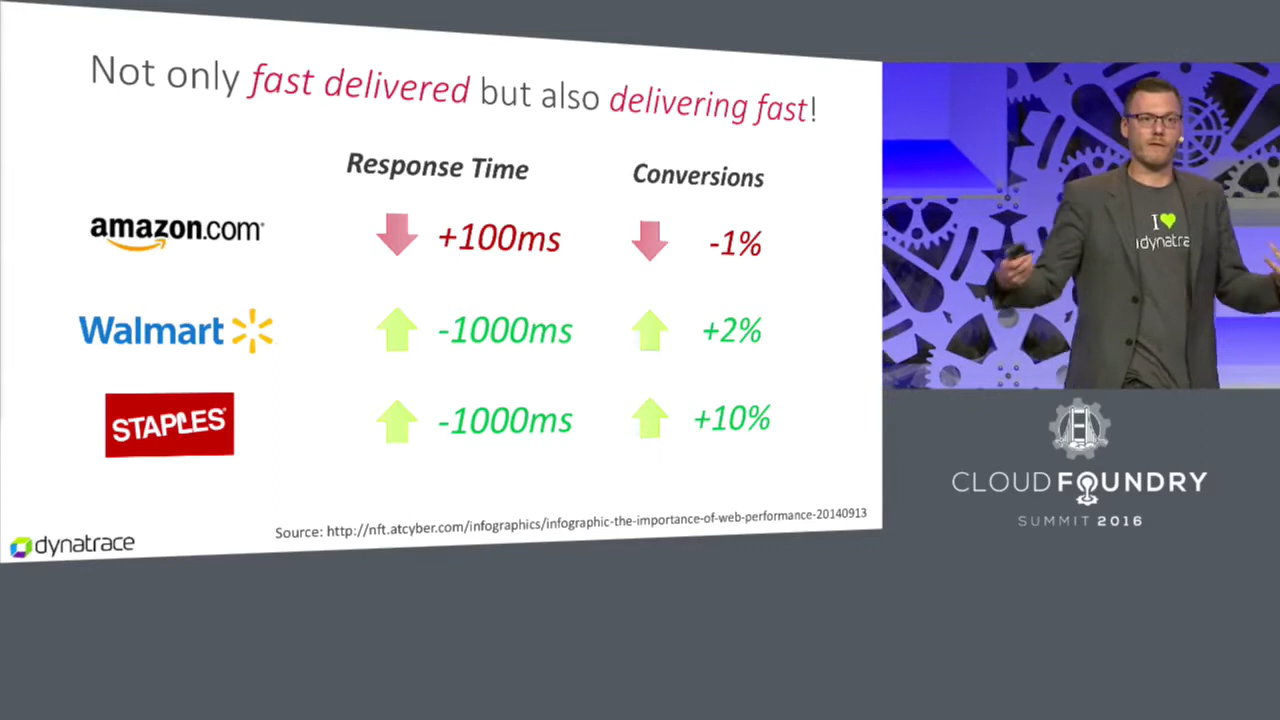 Not only fast delivered but also delivering fast!
Response Time Conversions
amazon.com +100ms -1%
Walmart -1000ms +2%
STAPLES -1000ms +10%
Source: http://nft.atcyber.com/infographics/infographic-the-importance-of-web-performance-20140913
dynatrace
I
dynatra
CLOUD FOUNDRY
SUMMIT 2016